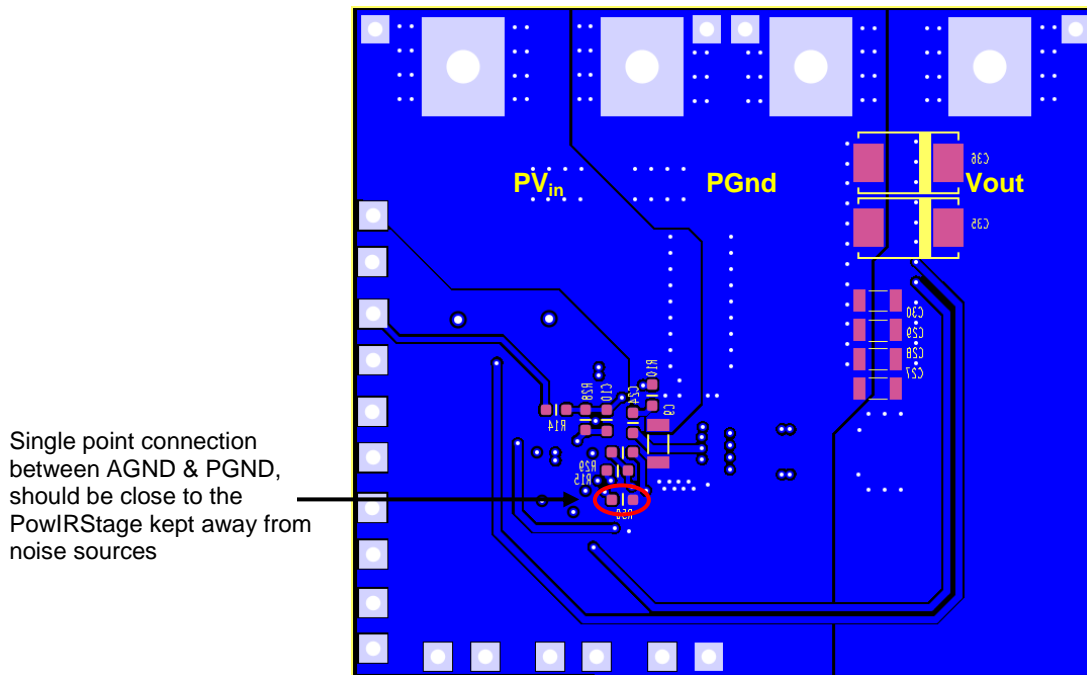 PVin PGnd Vout
C36
C35
C30
C29
C28
C27
R10
R28 C10 C24 C9
R14
R29
R15
R50
Single point connection
between AGND & PGND,
should be close to the
PowIRStage kept away from
noise sources